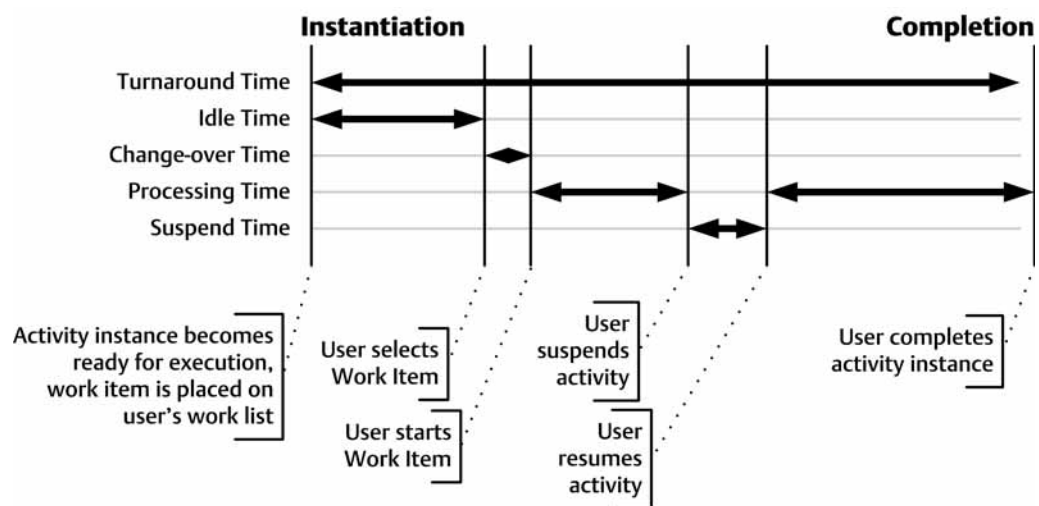 Instantiation
Completion
Turnaround Time
Idle Time
Change-over Time
Processing Time
Suspend Time
Activity instance becomes
ready for execution,
work item is placed on
user's work list
User selects
Work Item
User starts
Work Item
User
suspends
activity
User
resumes
activity
User completes
activity instance